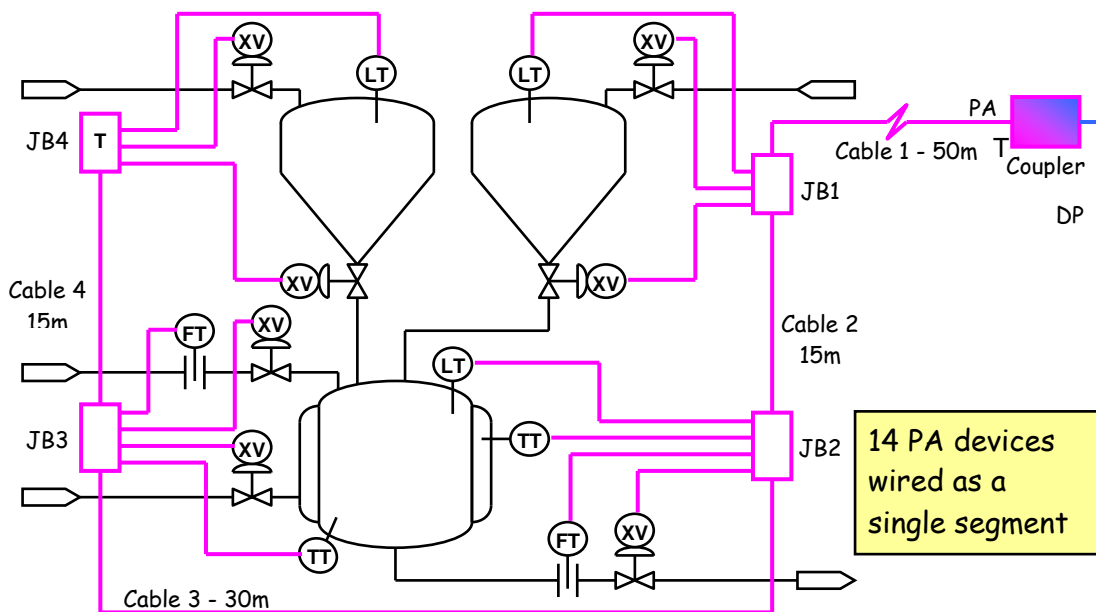 XV
XV
LT
LT
PA
JB4
T
Cable 1 - 50m
T
Coupler
JB1
DP
XV
XV
Cable 4
15m
FT
XV
Cable 2
15m
LT
JB3
XV
TT
JB2
14 PA devices
wired as a
single segment
TT
FT
XV
Cable 3 - 30m